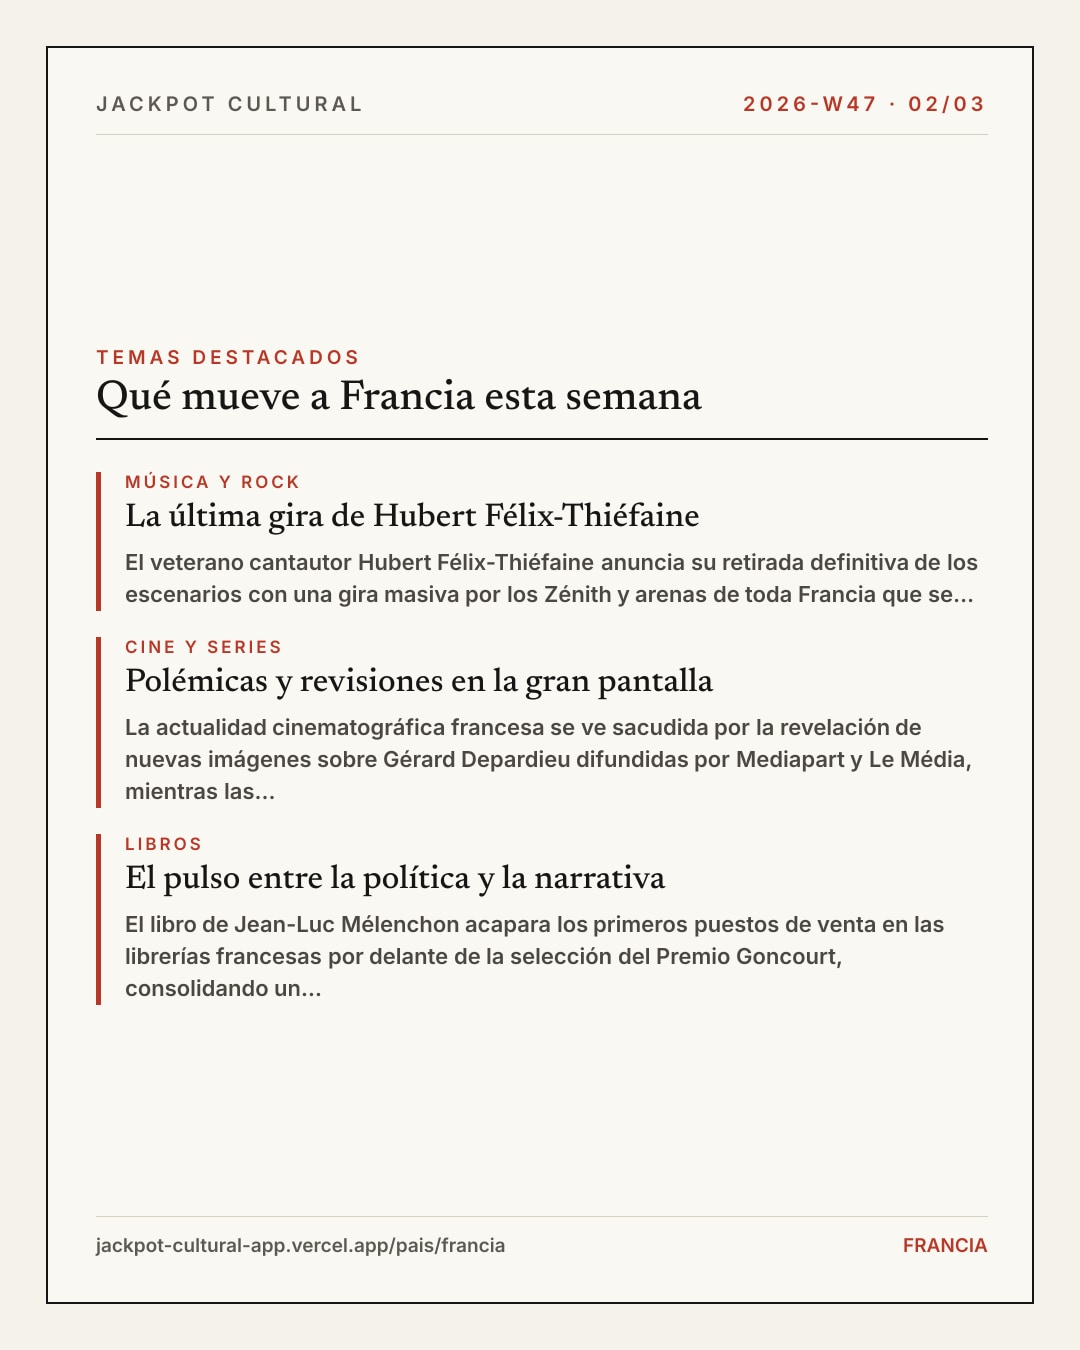 JACKPOT CULTURAL
2026-W47 · 02/03
TEMAS DESTACADOS
Qué mueve a Francia esta semana
MÚSICA Y ROCK
La última gira de Hubert Félix-Thiéfaine
El veterano cantautor Hubert Félix-Thiéfaine anuncia su retirada definitiva de los
escenarios con una gira masiva por los Zénith y arenas de toda Francia que se…
CINE Y SERIES
Polémicas y revisiones en la gran pantalla
La actualidad cinematográfica francesa se ve sacudida por la revelación de
nuevas imágenes sobre Gérard Depardieu difundidas por Mediapart y Le Média,
mientras las…
LIBROS
El pulso entre la política y la narrativa
El libro de Jean-Luc Mélenchon acapara los primeros puestos de venta en las
librerías francesas por delante de la selección del Premio Goncourt,
consolidando un…
jackpot-cultural-app.vercel.app/pais/francia
FRANCIA